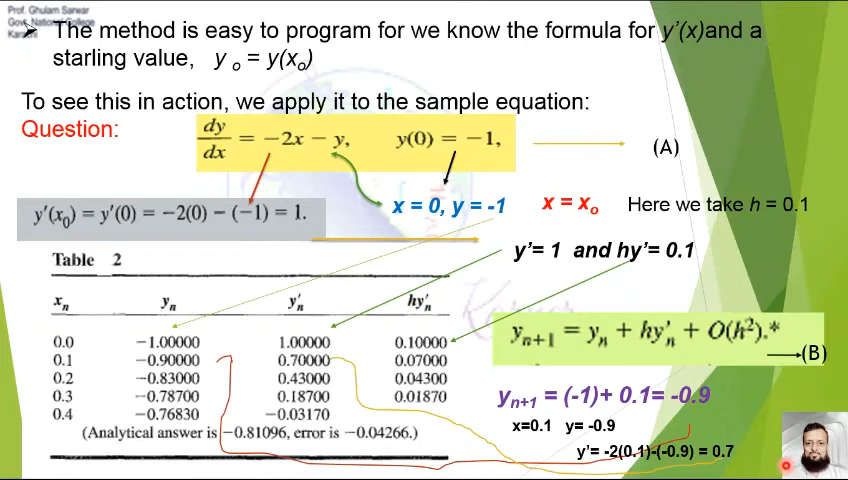 Prof. Ghulam Sarwar
Govt. National College
Karachi
➢ The method is easy to program for we know the formula for y'(x)and a
starling value, y ₒ = y(xₒ)
To see this in action, we apply it to the sample equation:
Question:
dy/dx = −2x − y, y(0) = −1,
(A)
y'(x₀) = y'(0) = −2(0) − (−1) = 1.
x = 0, y = -1
x = xₒ
Here we take h = 0.1
y'= 1 and hy'= 0.1
Table 2
xₙ yₙ y'ₙ hy'ₙ
0.0 −1.00000 1.00000 0.10000
0.1 −0.90000 0.70000 0.07000
0.2 −0.83000 0.43000 0.04300
0.3 −0.78700 0.18700 0.01870
0.4 −0.76830 −0.03170
(Analytical answer is −0.81096, error is −0.04266.)
yₙ₊₁ = yₙ + hy'ₙ + O(h²).*
(B)
yₙ₊₁ = (-1)+ 0.1= -0.9
x=0.1 y= -0.9
y'= -2(0.1)-(-0.9) = 0.7